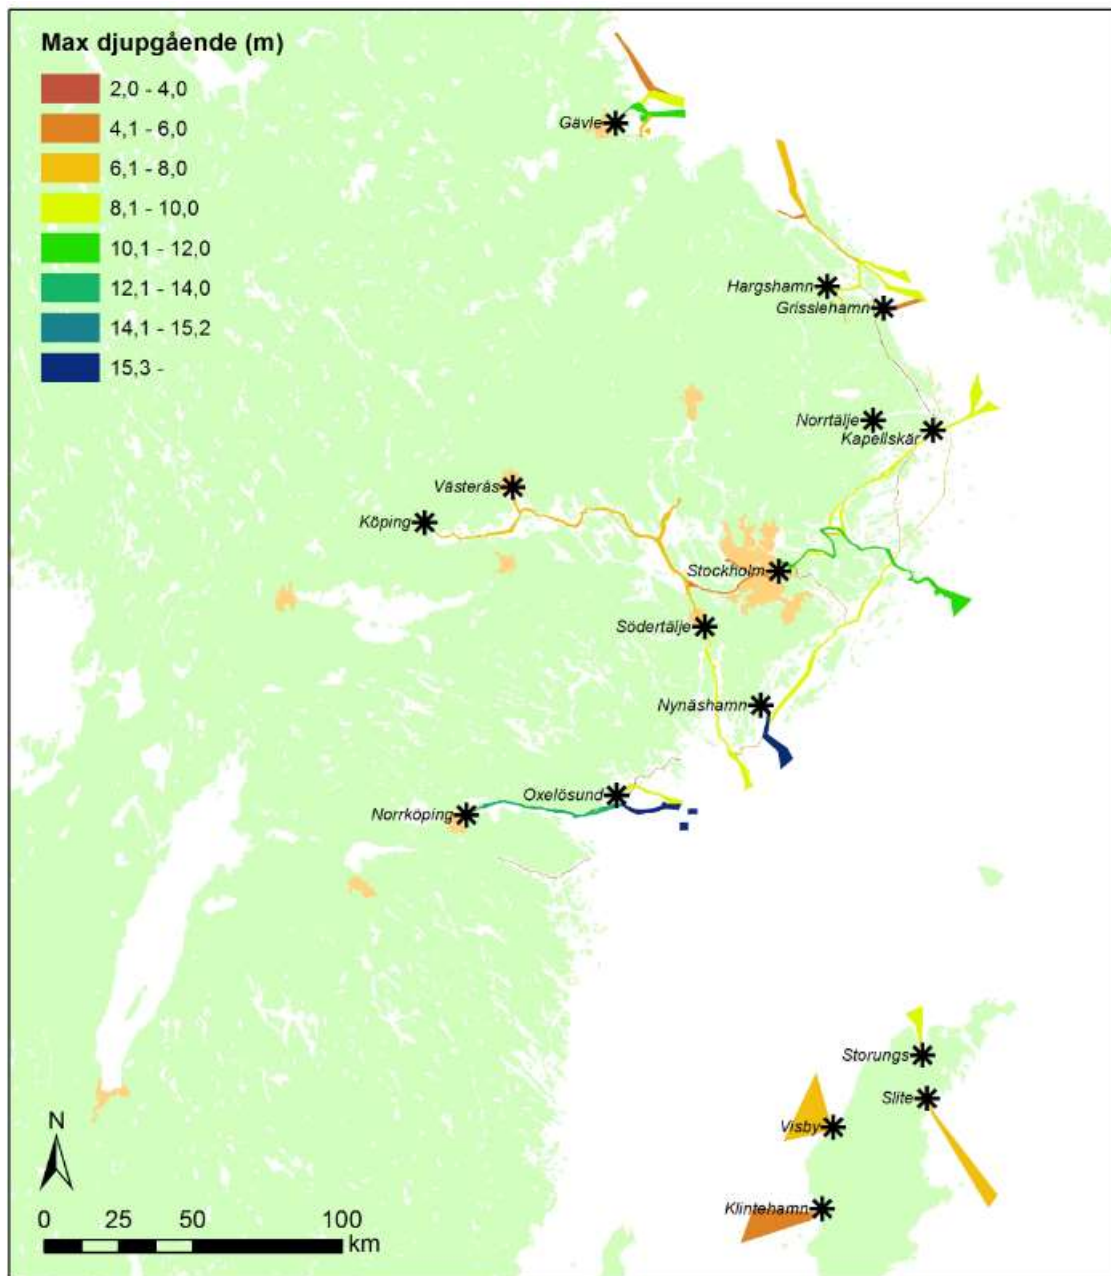 Max djupgående (m)
2,0 - 4,0
4,1 - 6,0
6,1 - 8,0
8,1 - 10,0
10,1 - 12,0
12,1 - 14,0
14,1 - 15,2
15,3 -
Gävle
Hargshamn
Grisslehamn
Norrtälje
Kapellskär
Västerås
Köping
Stockholm
Södertälje
Nynäshamn
Oxelösund
Norrköping
Storungs
Slite
Visby
Klintehamn
N
0 25 50 100
km